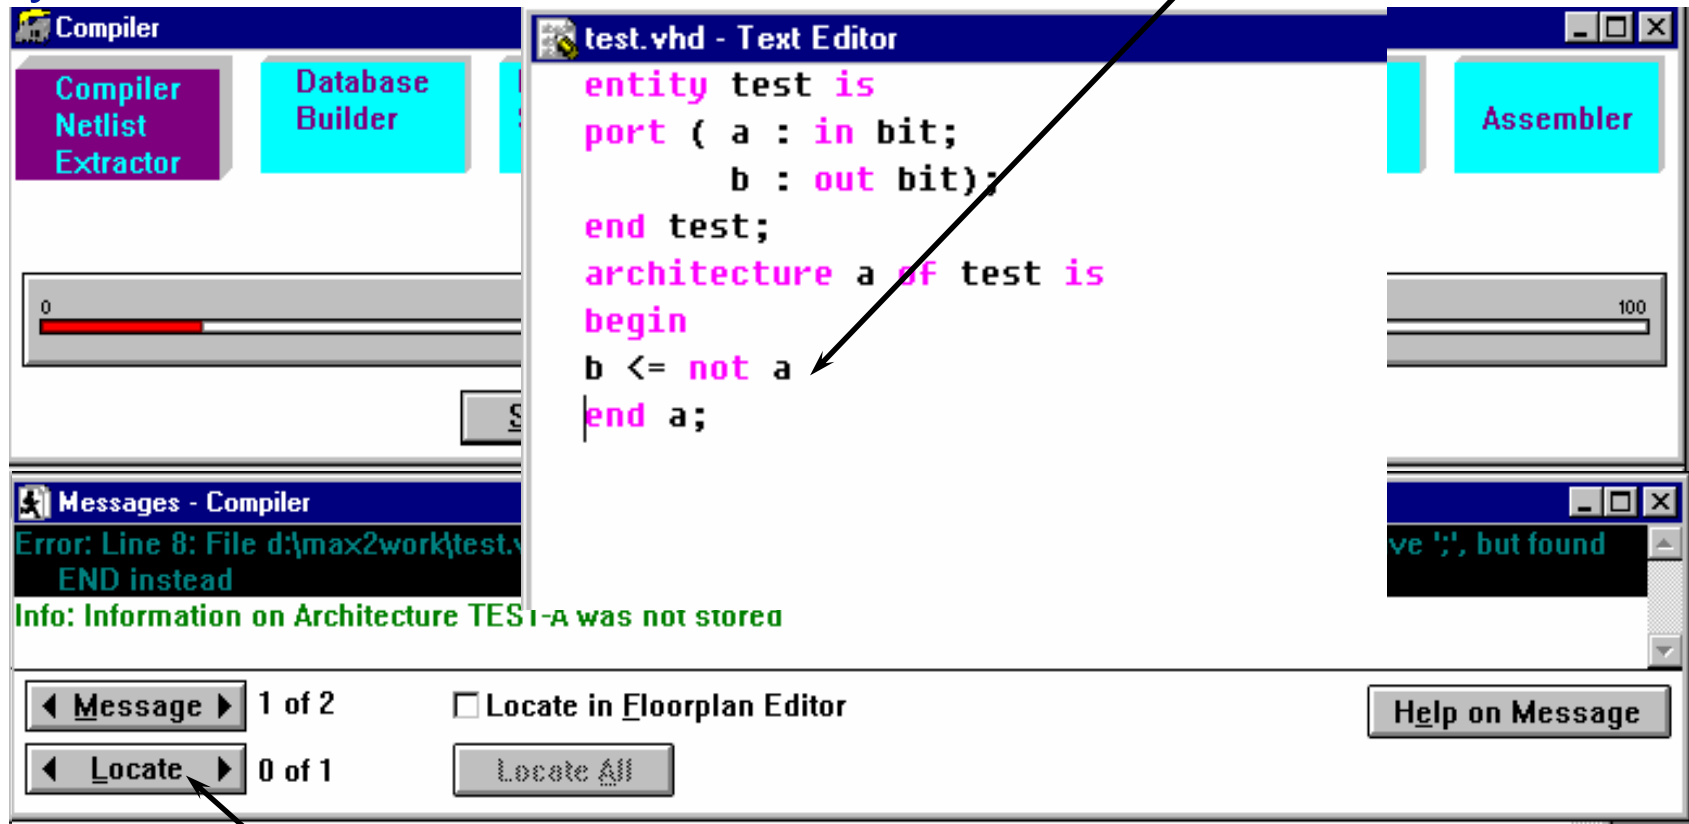 Compiler
Compiler
Netlist
Extractor
Database
Builder
Assembler
0
100
test.vhd - Text Editor
entity test is
port ( a : in bit;
b : out bit);
end test;
architecture a of test is
begin
b <= not a
end a;
Messages - Compiler
Error: Line 8: File d:\max2work\test.v
ve ';', but found
END instead
Info: Information on Architecture TEST-A was not stored
Message
1 of 2
Locate in Floorplan Editor
Help on Message
Locate
0 of 1
Locate All